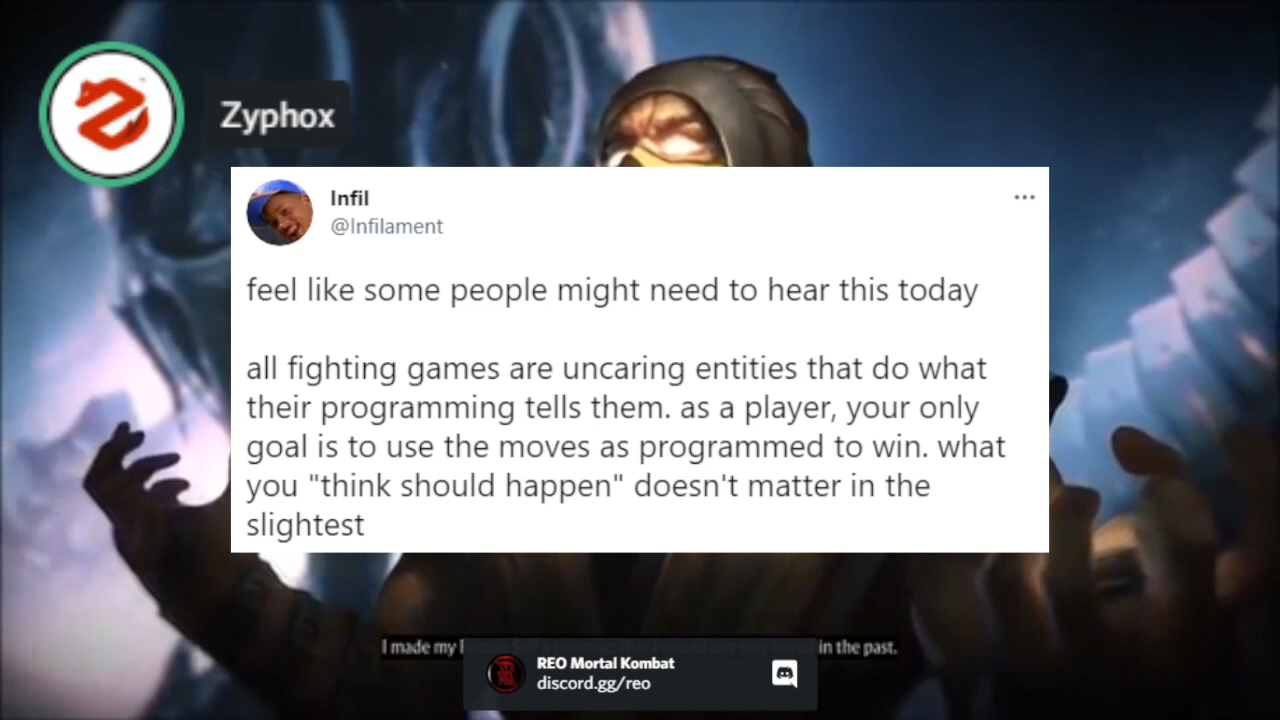 Zyphox
Infil
@Infilament
feel like some people might need to hear this today
all fighting games are uncaring entities that do what
their programming tells them. as a player, your only
goal is to use the moves as programmed to win. what
you "think should happen" doesn't matter in the
slightest
I made my in the past.
REO Mortal Kombat
discord.gg/reo